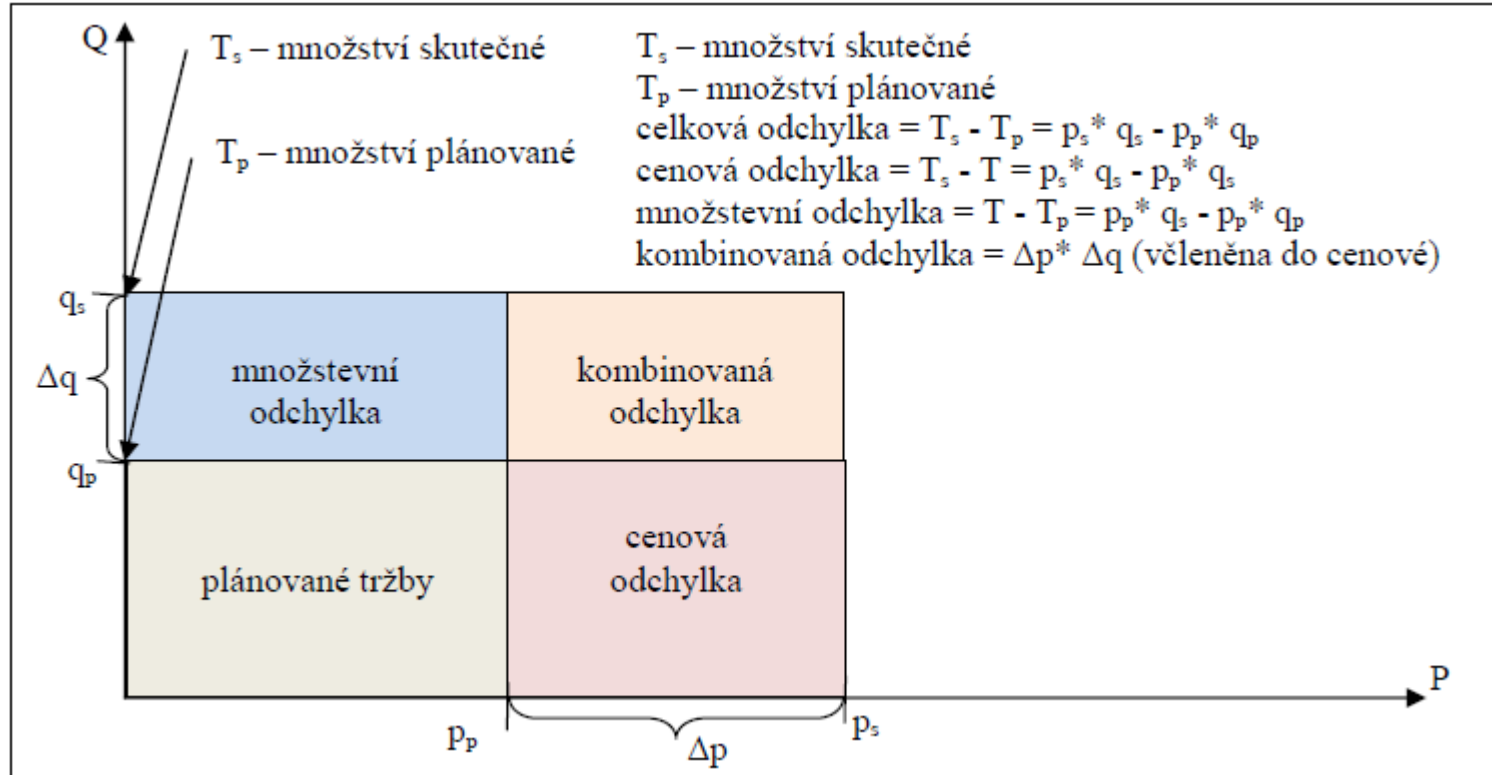 Q
Tₛ – množství skutečné
Tₚ – množství plánované
Tₛ – množství skutečné
Tₚ – množství plánované
celková odchylka = Tₛ - Tₚ = pₛ* qₛ - pₚ* qₚ
cenová odchylka = Tₛ - T = pₛ* qₛ - pₚ* qₛ
množstevní odchylka = T - Tₚ = pₚ* qₛ - pₚ* qₚ
kombinovaná odchylka = Δp* Δq (včleněna do cenové)
qₛ
Δq
qₚ
množstevní
odchylka
kombinovaná
odchylka
plánované tržby
cenová
odchylka
P
pₚ
Δp
pₛ